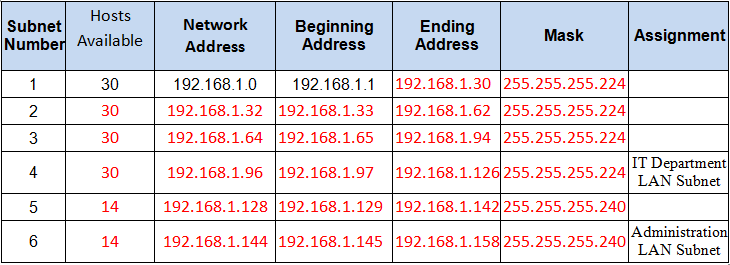 Subnet Number Hosts Available Network Address Beginning Address Ending Address Mask Assignment
1 30 192.168.1.0 192.168.1.1 192.168.1.30 255.255.255.224
2 30 192.168.1.32 192.168.1.33 192.168.1.62 255.255.255.224
3 30 192.168.1.64 192.168.1.65 192.168.1.94 255.255.255.224
4 30 192.168.1.96 192.168.1.97 192.168.1.126 255.255.255.224 IT Department LAN Subnet
5 14 192.168.1.128 192.168.1.129 192.168.1.142 255.255.255.240
6 14 192.168.1.144 192.168.1.145 192.168.1.158 255.255.255.240 Administration LAN Subnet